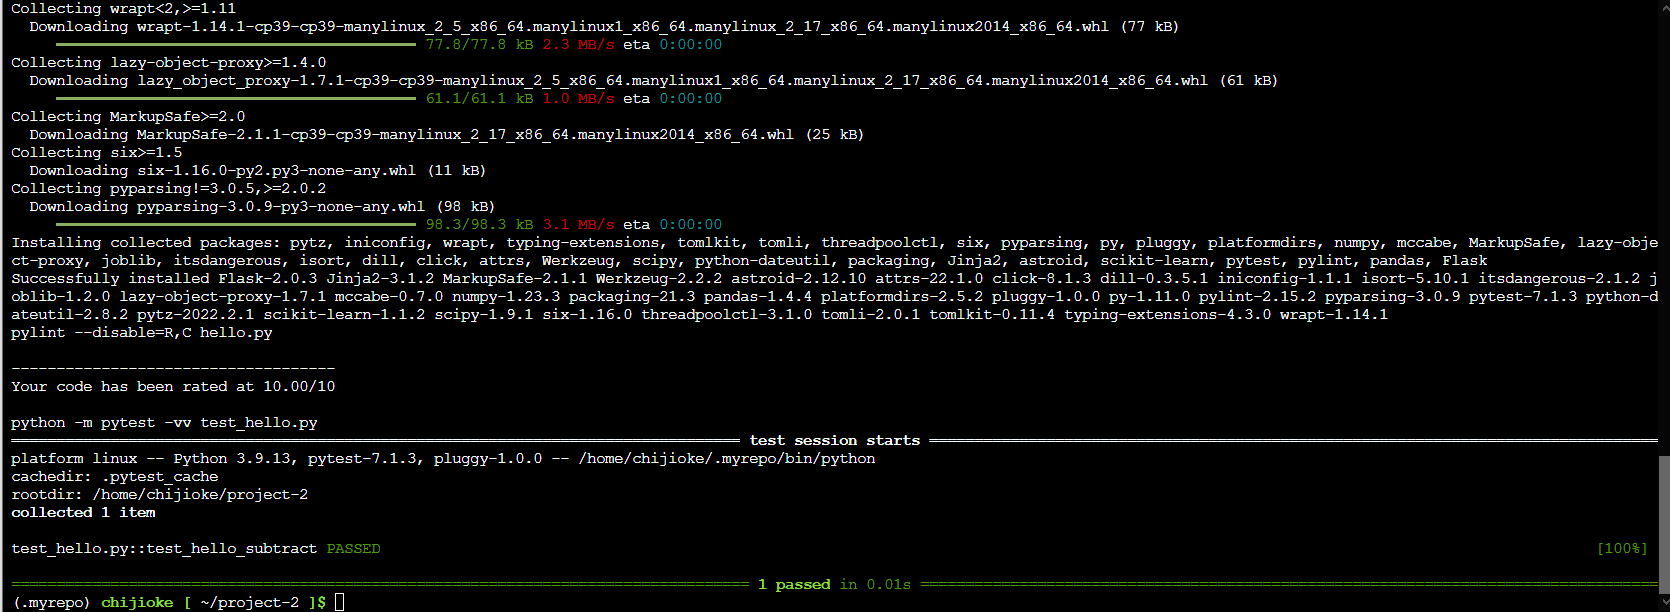 Collecting wrapt<2,>=1.11
Downloading wrapt-1.14.1-cp39-cp39-manylinux_2_5_x86_64.manylinux1_x86_64.manylinux_2_17_x86_64.manylinux2014_x86_64.whl (77 kB)
77.8/77.8 kB 2.3 MB/s eta 0:00:00
Collecting lazy-object-proxy>=1.4.0
Downloading lazy_object_proxy-1.7.1-cp39-cp39-manylinux_2_5_x86_64.manylinux1_x86_64.manylinux_2_17_x86_64.manylinux2014_x86_64.whl (61 kB)
61.1/61.1 kB 1.0 MB/s eta 0:00:00
Collecting MarkupSafe>=2.0
Downloading MarkupSafe-2.1.1-cp39-cp39-manylinux_2_17_x86_64.manylinux2014_x86_64.whl (25 kB)
Collecting six>=1.5
Downloading six-1.16.0-py2.py3-none-any.whl (11 kB)
Collecting pyparsing!=3.0.5,>=2.0.2
Downloading pyparsing-3.0.9-py3-none-any.whl (98 kB)
98.3/98.3 kB 3.1 MB/s eta 0:00:00
Installing collected packages: pytz, iniconfig, wrapt, typing-extensions, tomlkit, tomli, threadpoolctl, six, pyparsing, py, pluggy, platformdirs, numpy, mccabe, MarkupSafe, lazy-obje
ct-proxy, joblib, itsdangerous, isort, dill, click, attrs, Werkzeug, scipy, python-dateutil, packaging, Jinja2, astroid, scikit-learn, pytest, pylint, pandas, Flask
Successfully installed Flask-2.0.3 Jinja2-3.1.2 MarkupSafe-2.1.1 Werkzeug-2.2.2 astroid-2.12.10 attrs-22.1.0 click-8.1.3 dill-0.3.5.1 iniconfig-1.1.1 isort-5.10.1 itsdangerous-2.1.2 j
oblib-1.2.0 lazy-object-proxy-1.7.1 mccabe-0.7.0 numpy-1.23.3 packaging-21.3 pandas-1.4.4 platformdirs-2.5.2 pluggy-1.0.0 py-1.11.0 pylint-2.15.2 pyparsing-3.0.9 pytest-7.1.3 python-d
ateutil-2.8.2 pytz-2022.2.1 scikit-learn-1.1.2 scipy-1.9.1 six-1.16.0 threadpoolctl-3.1.0 tomli-2.0.1 tomlkit-0.11.4 typing-extensions-4.3.0 wrapt-1.14.1
pylint --disable=R,C hello.py
------------------------------------
Your code has been rated at 10.00/10
python -m pytest -vv test_hello.py
test session starts
platform linux -- Python 3.9.13, pytest-7.1.3, pluggy-1.0.0 -- /home/chijioke/.myrepo/bin/python
cachedir: .pytest_cache
rootdir: /home/chijioke/project-2
collected 1 item
test_hello.py::test_hello_subtract PASSED [100%]
1 passed in 0.01s
(.myrepo) chijioke [ ~/project-2 ]$